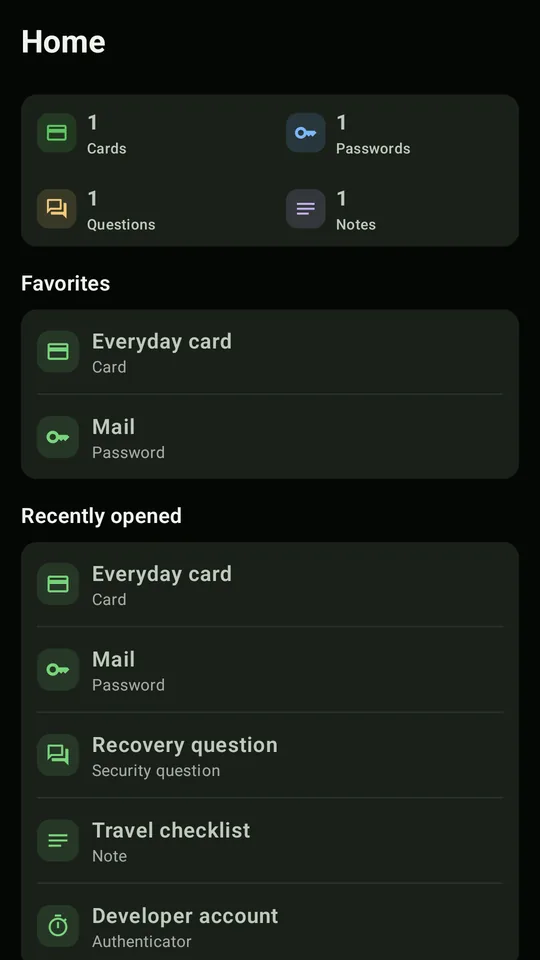 Home
1
Cards
1
Passwords
1
Questions
1
Notes
Favorites
Everyday card
Card
Mail
Password
Recently opened
Everyday card
Card
Mail
Password
Recovery question
Security question
Travel checklist
Note
Developer account
Authenticator